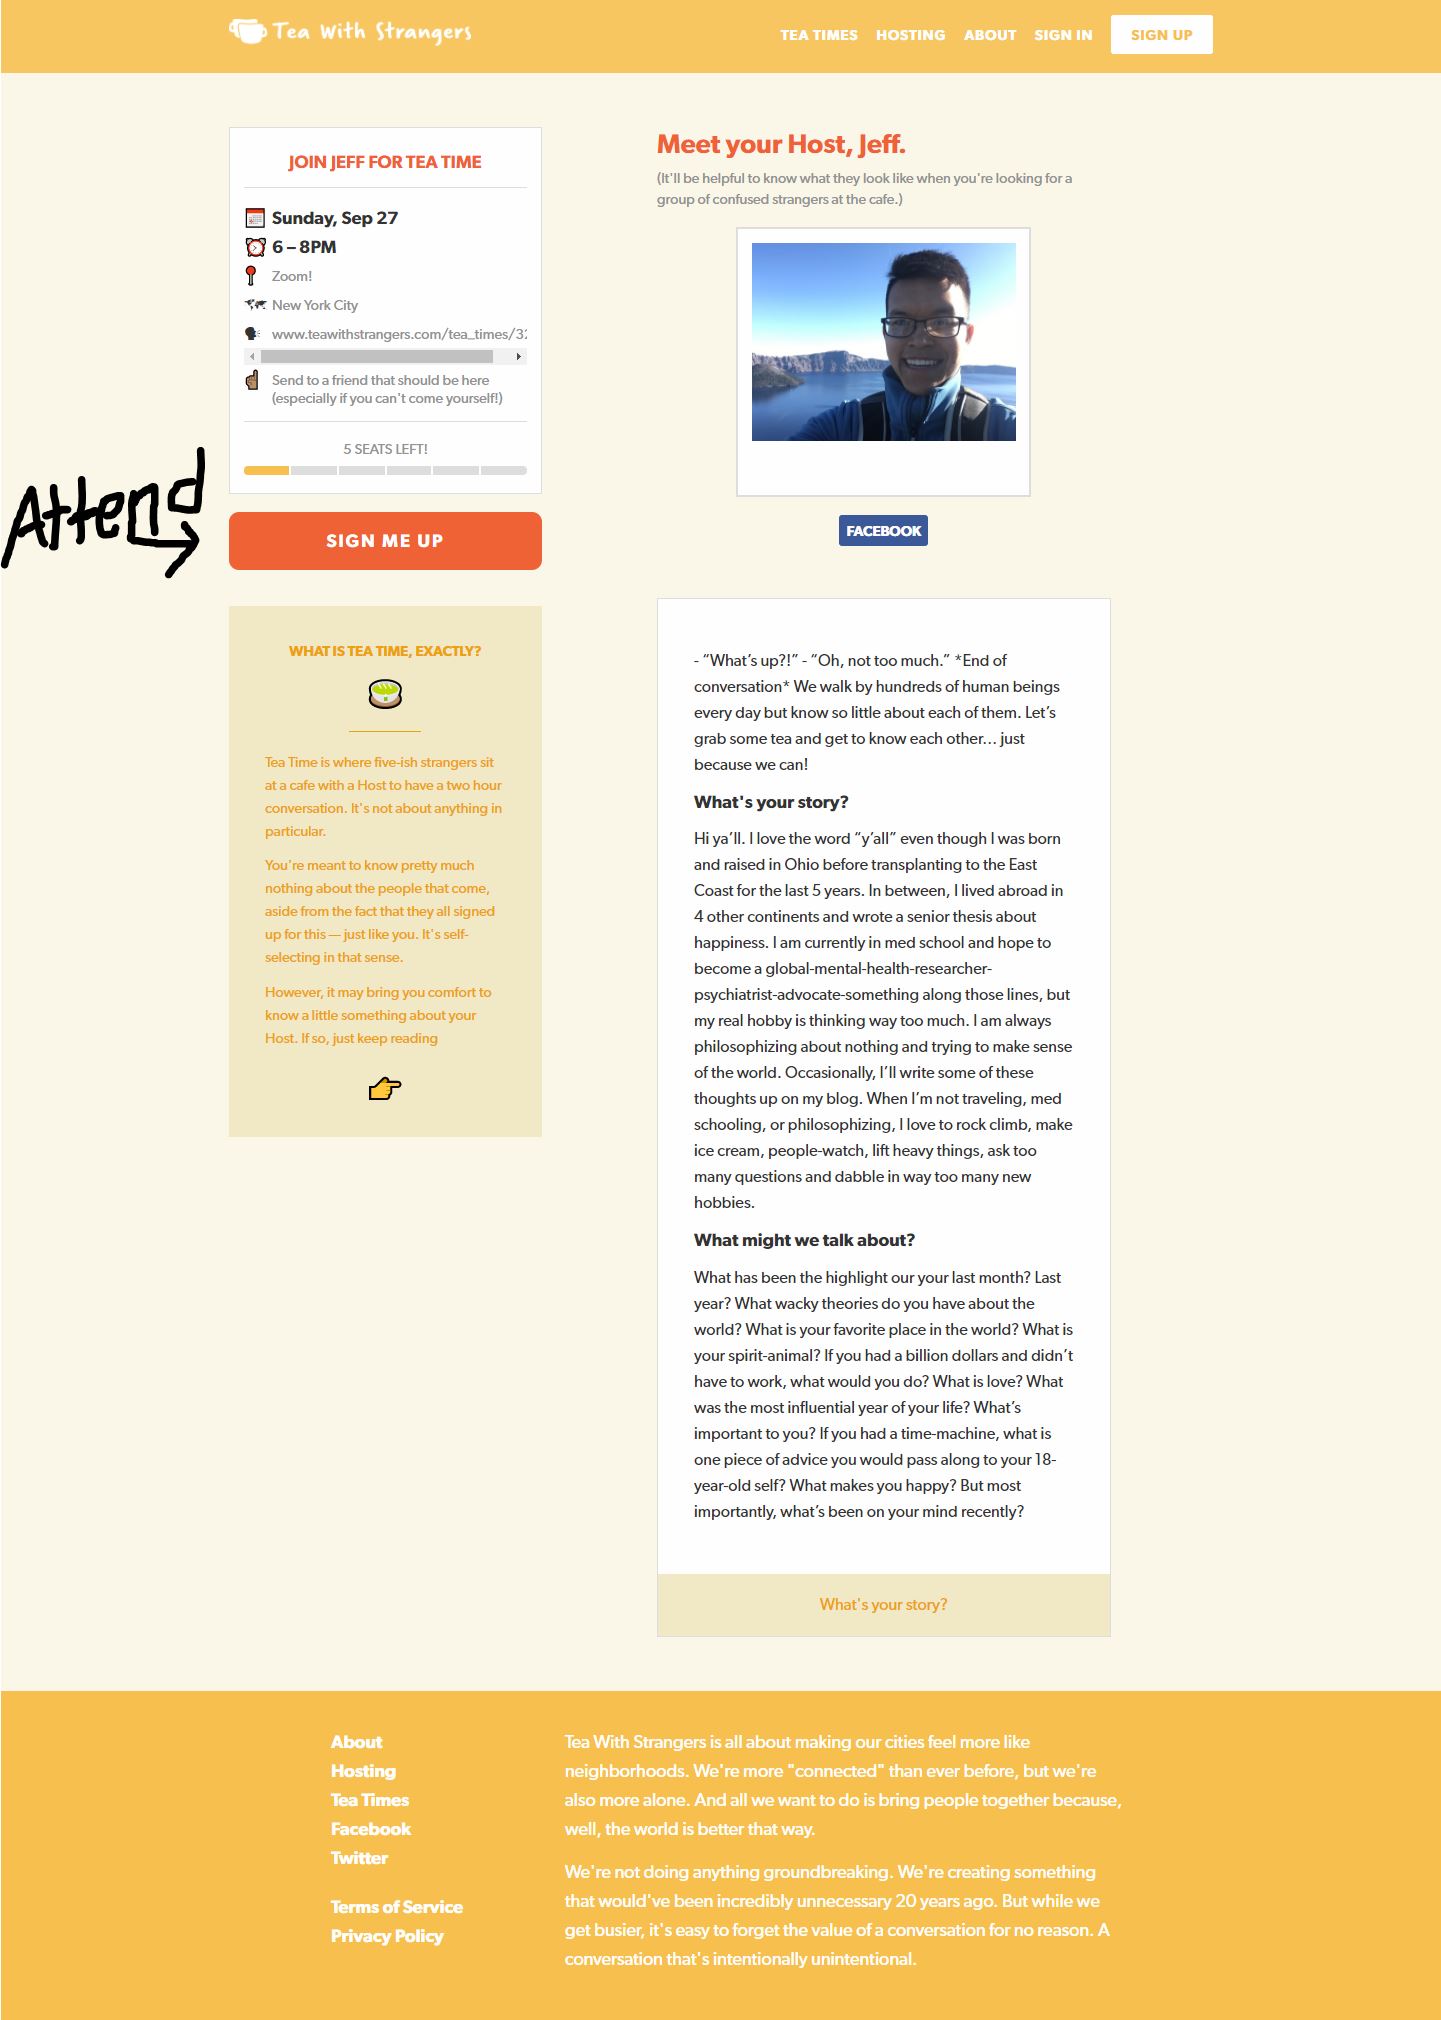 Tea With Strangers
TEA TIMES HOSTING ABOUT SIGN IN SIGN UP
JOIN JEFF FOR TEA TIME
Sunday, Sep 27
6 – 8PM
Zoom!
New York City
www.teawithstrangers.com/tea_times/32
Send to a friend that should be here
(especially if you can't come yourself!)
5 SEATS LEFT!
Attend
SIGN ME UP
WHAT IS TEA TIME, EXACTLY?
Tea Time is where five-ish strangers sit
at a cafe with a Host to have a two hour
conversation. It's not about anything in
particular.
You're meant to know pretty much
nothing about the people that come,
aside from the fact that they all signed
up for this — just like you. It's self-
selecting in that sense.
However, it may bring you comfort to
know a little something about your
Host. If so, just keep reading
Meet your Host, Jeff.
(It'll be helpful to know what they look like when you're looking for a
group of confused strangers at the cafe.)
FACEBOOK
- “What’s up?!” - “Oh, not too much.” *End of
conversation* We walk by hundreds of human beings
every day but know so little about each of them. Let’s
grab some tea and get to know each other… just
because we can!
What's your story?
Hi ya’ll. I love the word “y’all” even though I was born
and raised in Ohio before transplanting to the East
Coast for the last 5 years. In between, I lived abroad in
4 other continents and wrote a senior thesis about
happiness. I am currently in med school and hope to
become a global-mental-health-researcher-
psychiatrist-advocate-something along those lines, but
my real hobby is thinking way too much. I am always
philosophizing about nothing and trying to make sense
of the world. Occasionally, I’ll write some of these
thoughts up on my blog. When I’m not traveling, med
schooling, or philosophizing, I love to rock climb, make
ice cream, people-watch, lift heavy things, ask too
many questions and dabble in way too many new
hobbies.
What might we talk about?
What has been the highlight our your last month? Last
year? What wacky theories do you have about the
world? What is your favorite place in the world? What is
your spirit-animal? If you had a billion dollars and didn’t
have to work, what would you do? What is love? What
was the most influential year of your life? What’s
important to you? If you had a time-machine, what is
one piece of advice you would pass along to your 18-
year-old self? What makes you happy? But most
importantly, what’s been on your mind recently?
What's your story?
About
Hosting
Tea Times
Facebook
Twitter
Terms of Service
Privacy Policy
Tea With Strangers is all about making our cities feel more like
neighborhoods. We're more "connected" than ever before, but we're
also more alone. And all we want to do is bring people together because,
well, the world is better that way.
We're not doing anything groundbreaking. We're creating something
that would've been incredibly unnecessary 20 years ago. But while we
get busier, it's easy to forget the value of a conversation for no reason. A
conversation that's intentionally unintentional.